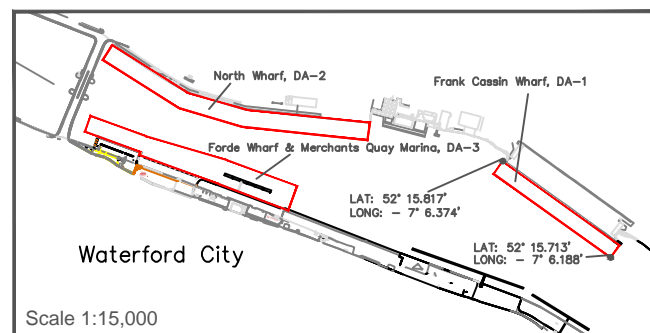 North Wharf, DA-2
Frank Cassin Wharf, DA-1
Forde Wharf & Merchants Quay Marina, DA-3
LAT: 52° 15.817'
LONG: - 7° 6.374'
LAT: 52° 15.713'
LONG: - 7° 6.188'
Waterford City
Scale 1:15,000